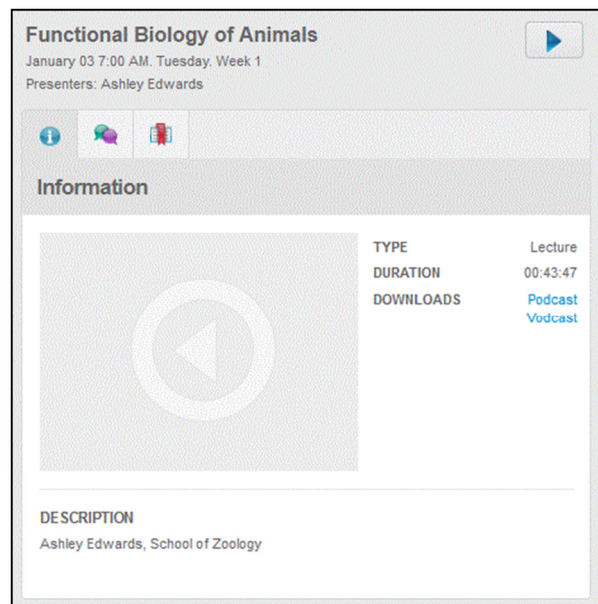 Functional Biology of Animals
January 03 7:00 AM. Tuesday. Week 1
Presenters: Ashley Edwards
Information
TYPE Lecture
DURATION 00:43:47
DOWNLOADS Podcast
Vodcast
DESCRIPTION
Ashley Edwards, School of Zoology